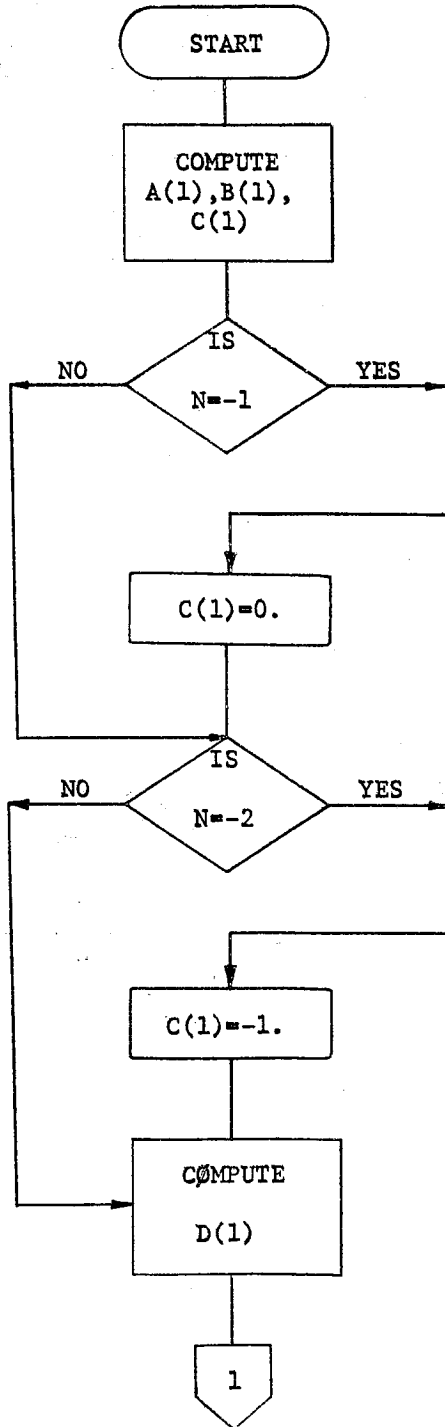 START
COMPUTE
A(1),B(1),
C(1)
IS
NO
YES
N=-1
C(1)=0.
IS
NO
YES
N=-2
C(1)=-1.
CØMPUTE
D(1)
1